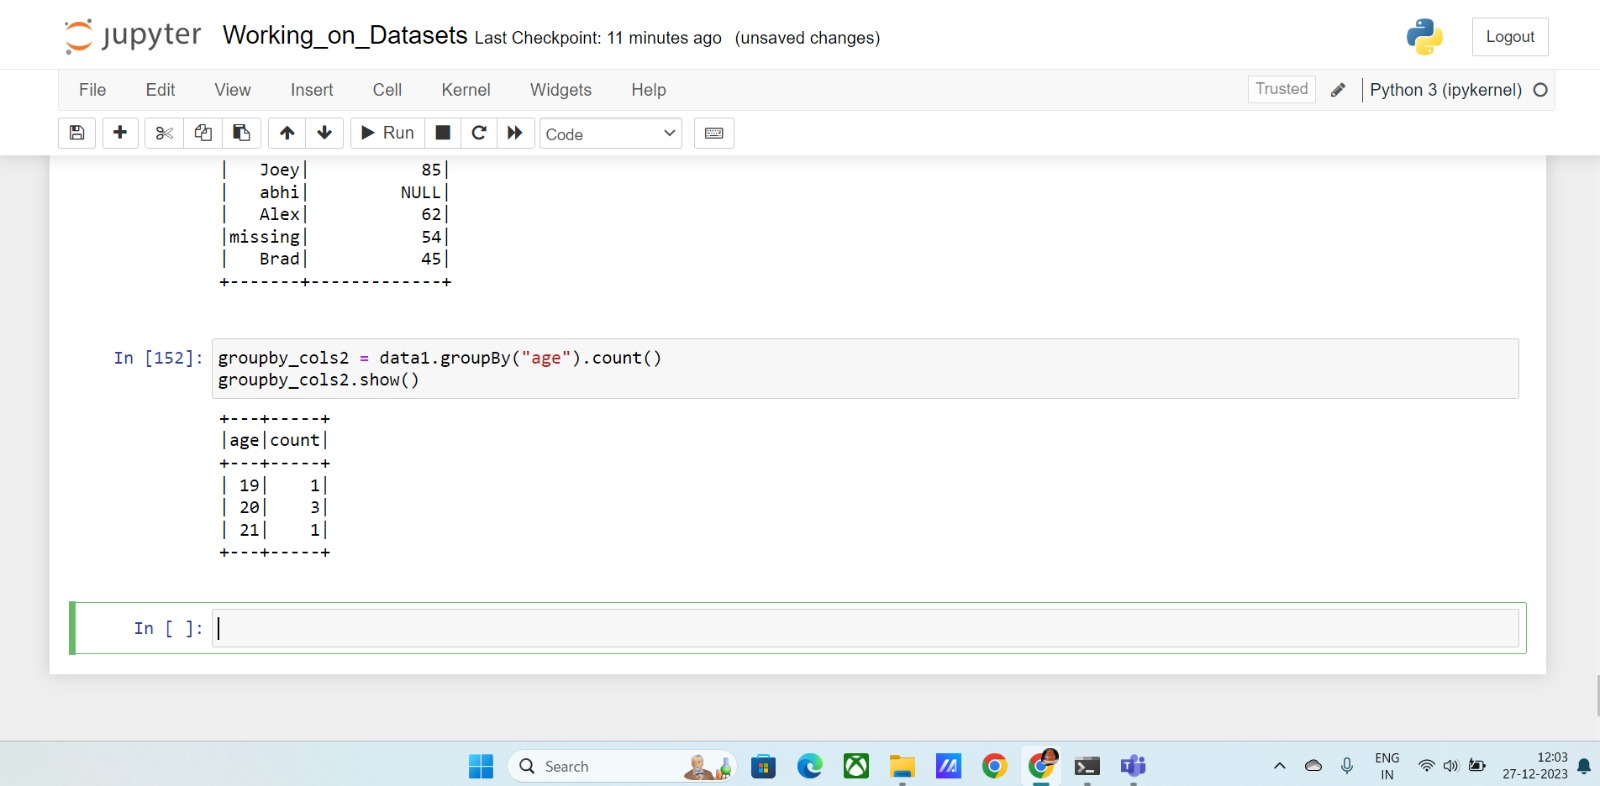 jupyter Working_on_Datasets Last Checkpoint: 11 minutes ago (unsaved changes) Logout
File Edit View Insert Cell Kernel Widgets Help Trusted Python 3 (ipykernel)
Run Code
| Joey| 85|
| abhi| NULL|
| Alex| 62|
|missing| 54|
| Brad| 45|
+-------+-------------+
In [152]: groupby_cols2 = data1.groupBy("age").count()
groupby_cols2.show()
+---+-----+
|age|count|
+---+-----+
| 19| 1|
| 20| 3|
| 21| 1|
+---+-----+
In [ ]:
Search ENG 12:03
IN 27-12-2023